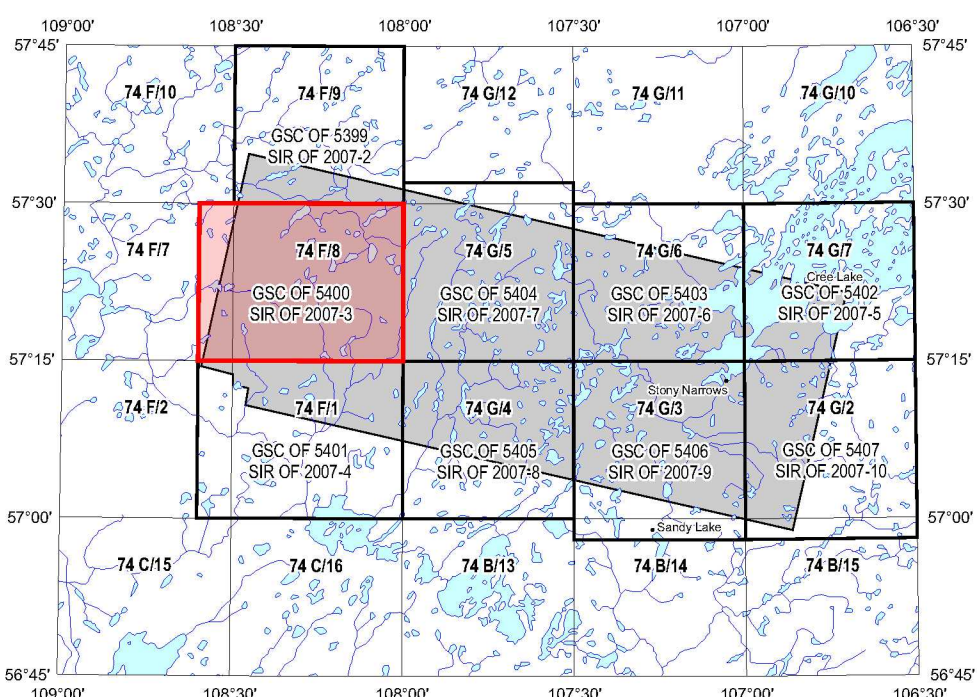 109°00' 108°30' 108°00' 107°30' 107°00' 106°30'
57°45' 57°45'
74 F/10 74 F/9 74 G/12 74 G/11 74 G/10
GSC OF 5399
SIR OF 2007-2
57°30' 57°30'
74 F/7 74 F/8 74 G/5 74 G/6 74 G/7
Cree Lake
GSC OF 5400 GSC OF 5404 GSC OF 5403 GSC OF 5402
SIR OF 2007-3 SIR OF 2007-7 SIR OF 2007-6 SIR OF 2007-5
57°15' 57°15'
Stony Narrows
74 F/2 74 F/1 74 G/4 74 G/3 74 G/2
GSC OF 5401 GSC OF 5405 GSC OF 5406 GSC OF 5407
SIR OF 2007-4 SIR OF 2007-8 SIR OF 2007-9 SIR OF 2007-10
57°00' 57°00'
Sandy Lake
74 C/15 74 C/16 74 B/13 74 B/14 74 B/15
56°45' 56°45'
109°00' 108°30' 108°00' 107°30' 107°00' 106°30'